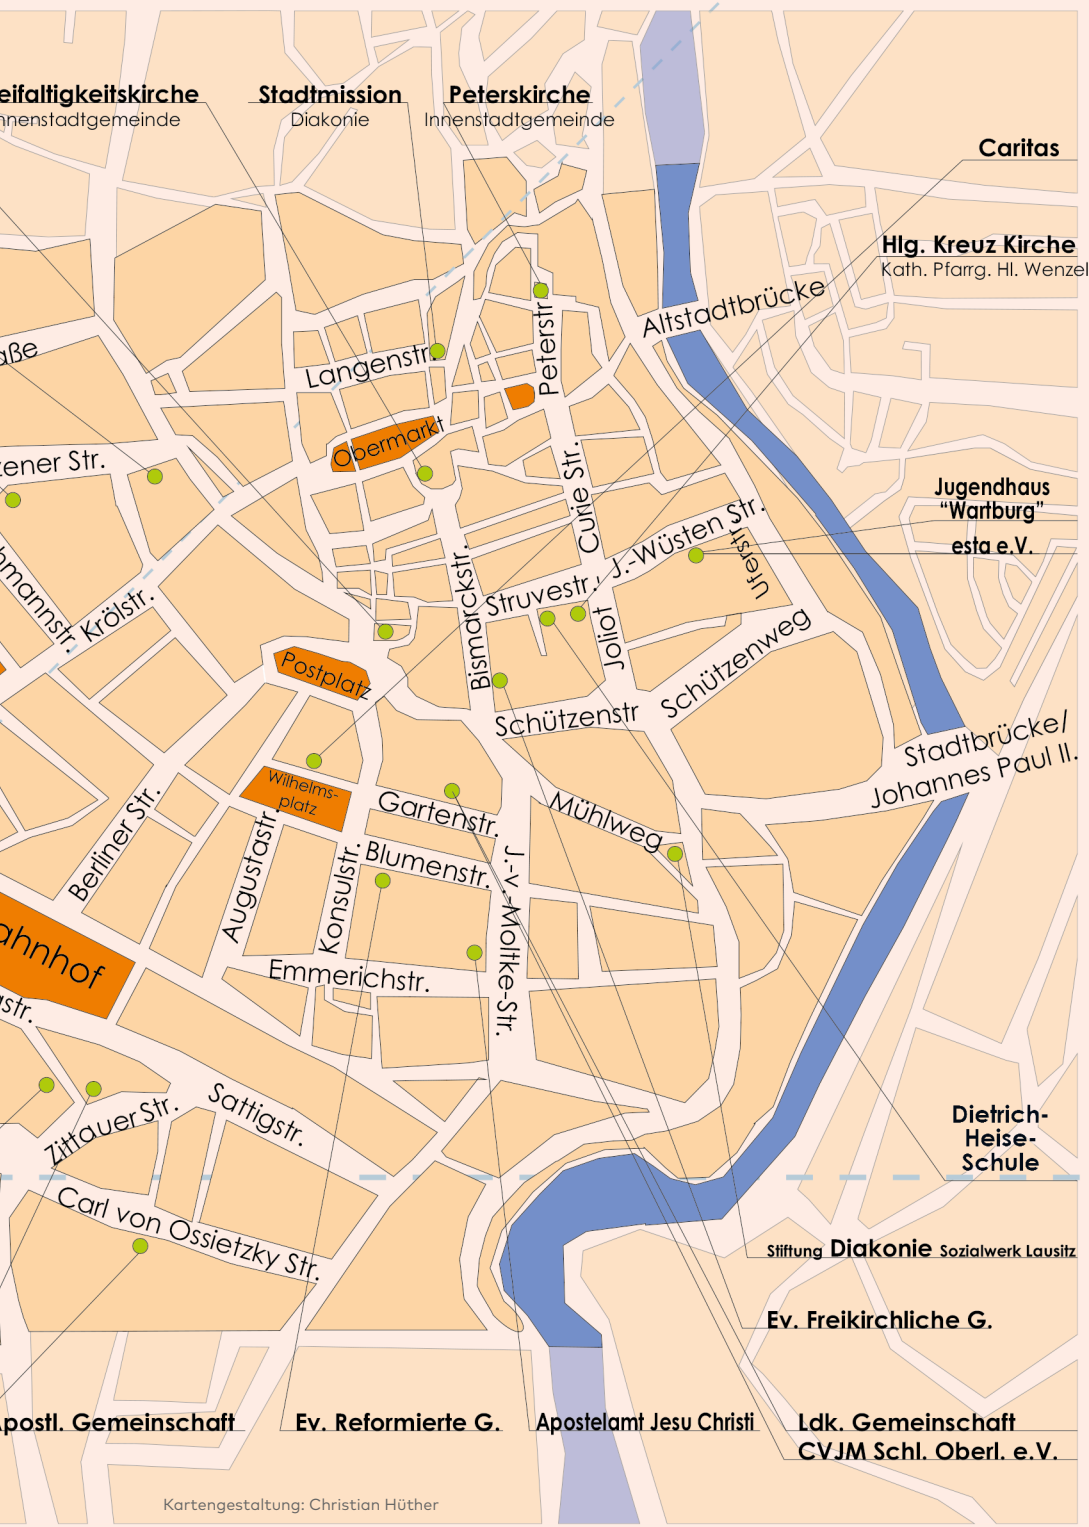 eifaltigkeitskirche
nnenstadtgemeinde
Stadtmission
Diakonie
Peterskirche
Innenstadtgemeinde
Caritas
Hlg. Kreuz Kirche
Kath. Pfarrg. Hl. Wenzel
Altstadtbrücke
Peterstr.
Langenstr.
aße
Obermarkt
zener Str.
Curie Str.
Jugendhaus
“Wartburg”
esta e.V.
J.-Wüsten Str.
Uferstr.
Struvestr.
Bismarckstr.
Joliot
hmannstr.
Krölstr.
Schützenweg
Postplatz
Schützenstr
Stadtbrücke/
Johannes Paul II.
Wilhelms-
platz
Gartenstr.
Mühlweg
Berliner Str.
Augustastr.
Konsulstr.
Blumenstr.
J.-v.-Moltke-Str.
ahnhof
Emmerichstr.
str.
Sattigstr.
Zittauer Str.
Dietrich-
Heise-
Schule
Carl von Ossietzky Str.
Stiftung Diakonie Sozialwerk Lausitz
Ev. Freikirchliche G.
Apostl. Gemeinschaft
Ev. Reformierte G.
Apostelamt Jesu Christi
Ldk. Gemeinschaft
CVJM Schl. Oberl. e.V.
Kartengestaltung: Christian Hüther